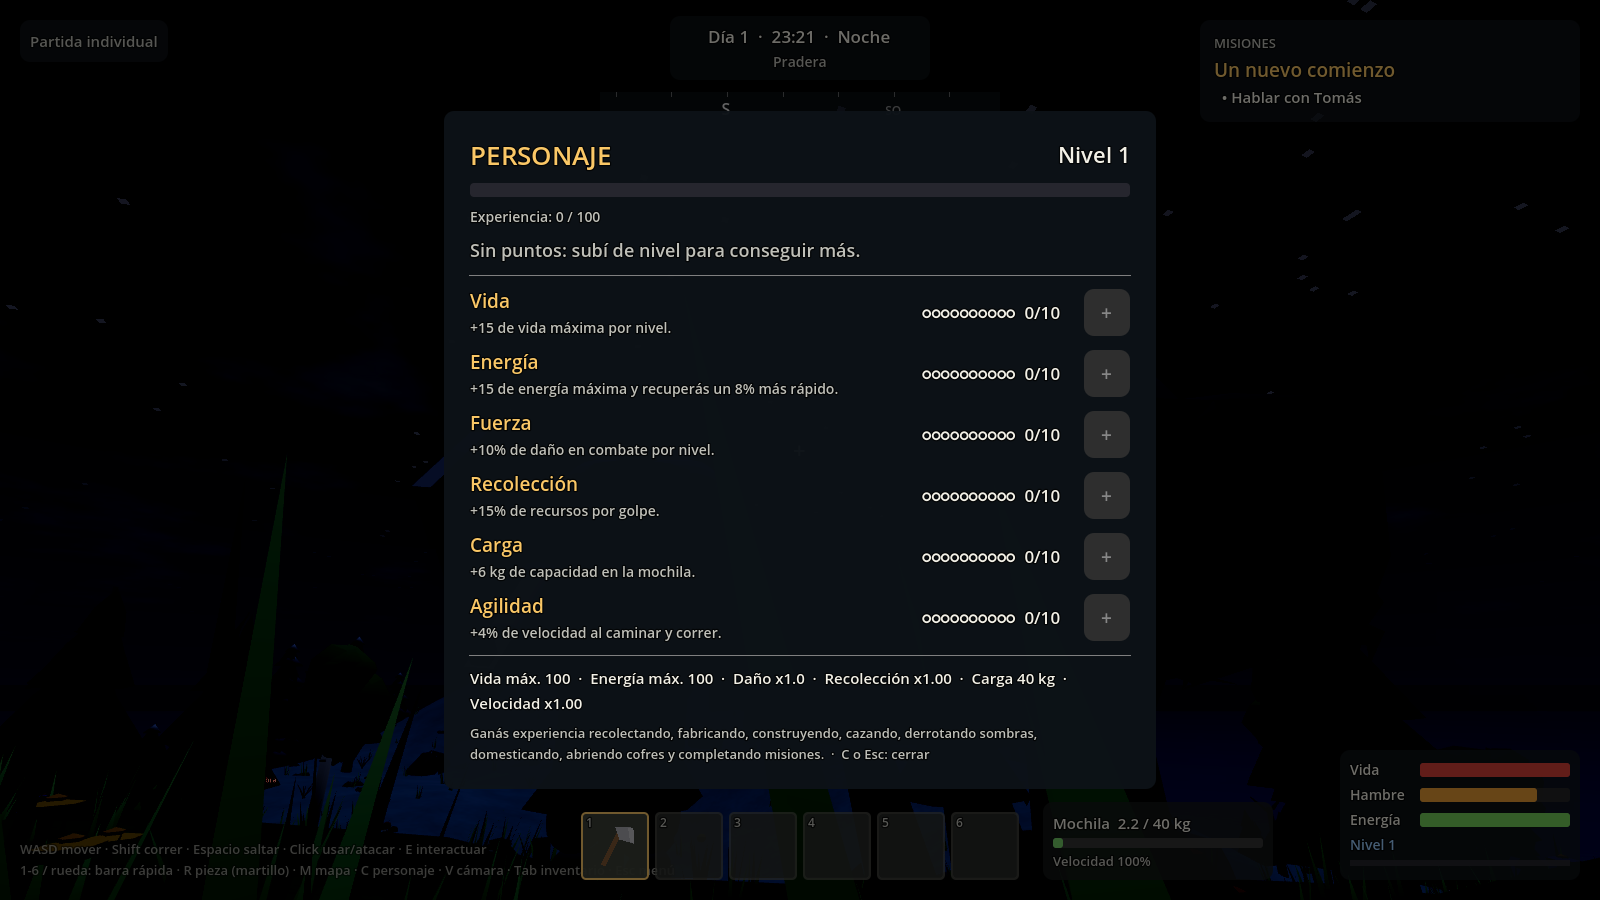 Partida individual
Día 1 · 23:21 · Noche
Pradera
S
SO
MISIONES
Un nuevo comienzo
• Hablar con Tomás
PERSONAJE
Nivel 1
Experiencia: 0 / 100
Sin puntos: subí de nivel para conseguir más.
Vida
+15 de vida máxima por nivel.
0/10
+
Energía
+15 de energía máxima y recuperás un 8% más rápido.
0/10
+
Fuerza
+10% de daño en combate por nivel.
0/10
+
Recolección
+15% de recursos por golpe.
0/10
+
Carga
+6 kg de capacidad en la mochila.
0/10
+
Agilidad
+4% de velocidad al caminar y correr.
0/10
+
Vida máx. 100 · Energía máx. 100 · Daño x1.0 · Recolección x1.00 · Carga 40 kg ·
Velocidad x1.00
Ganás experiencia recolectando, fabricando, construyendo, cazando, derrotando sombras,
domesticando, abriendo cofres y completando misiones. · C o Esc: cerrar
WASD mover · Shift correr · Espacio saltar · Click usar/atacar · E interactuar
1-6 / rueda: barra rápida · R pieza (martillo) · M mapa · C personaje · V cámara · Tab
1
2
3
4
5
6
Mochila 2.2 / 40 kg
Velocidad 100%
Vida
Hambre
Energía
Nivel 1